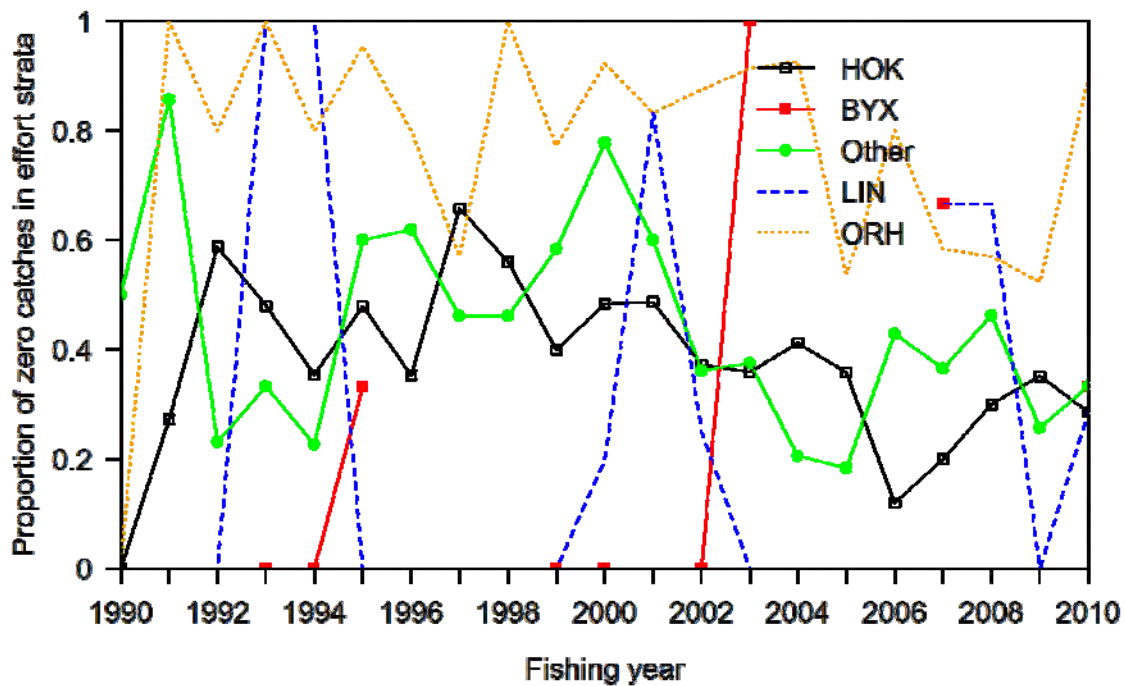 Proportion of zero catches in effort strata
1
0.8
0.6
0.4
0.2
0
HOK
BYX
Other
LIN
ORH
1990 1992 1994 1996 1998 2000 2002 2004 2006 2008 2010
Fishing year